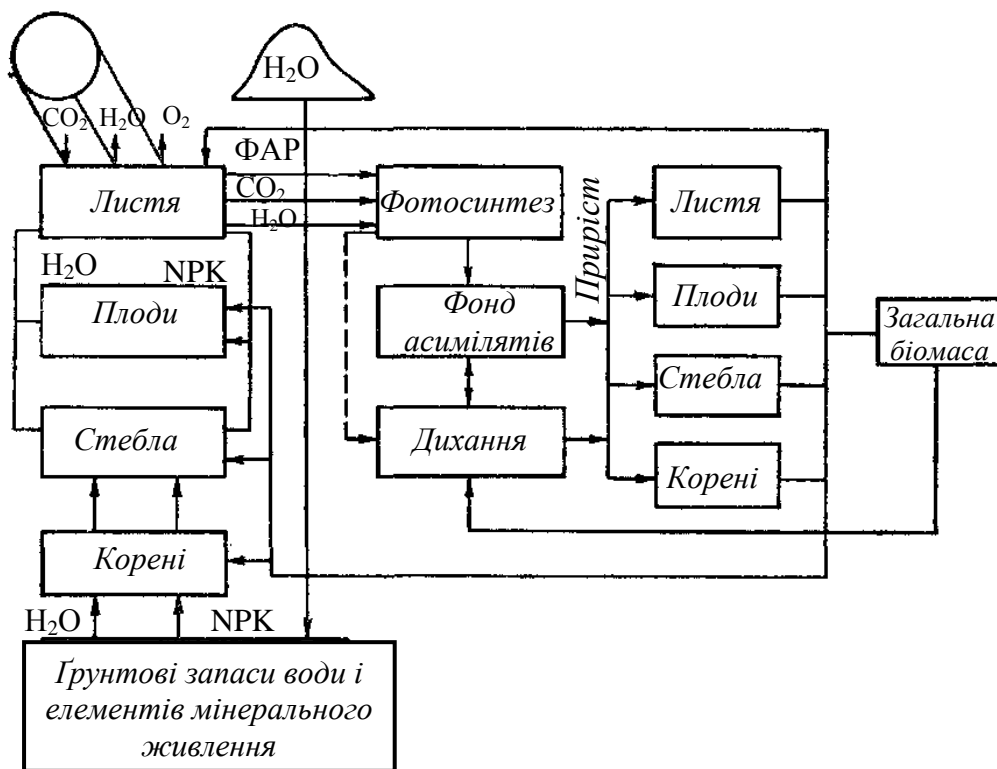 H₂O
CO₂ H₂O O₂
ФАР
Листя
CO₂
H₂O
Фотосинтез
Приріст
Листя
H₂O NPK
Плоди
Фонд
асимілятів
Плоди
Загальна
біомаса
Стебла
Стебла
Дихання
Корені
Корені
H₂O NPK
Ґрунтові запаси води і
елементів мінерального
живлення